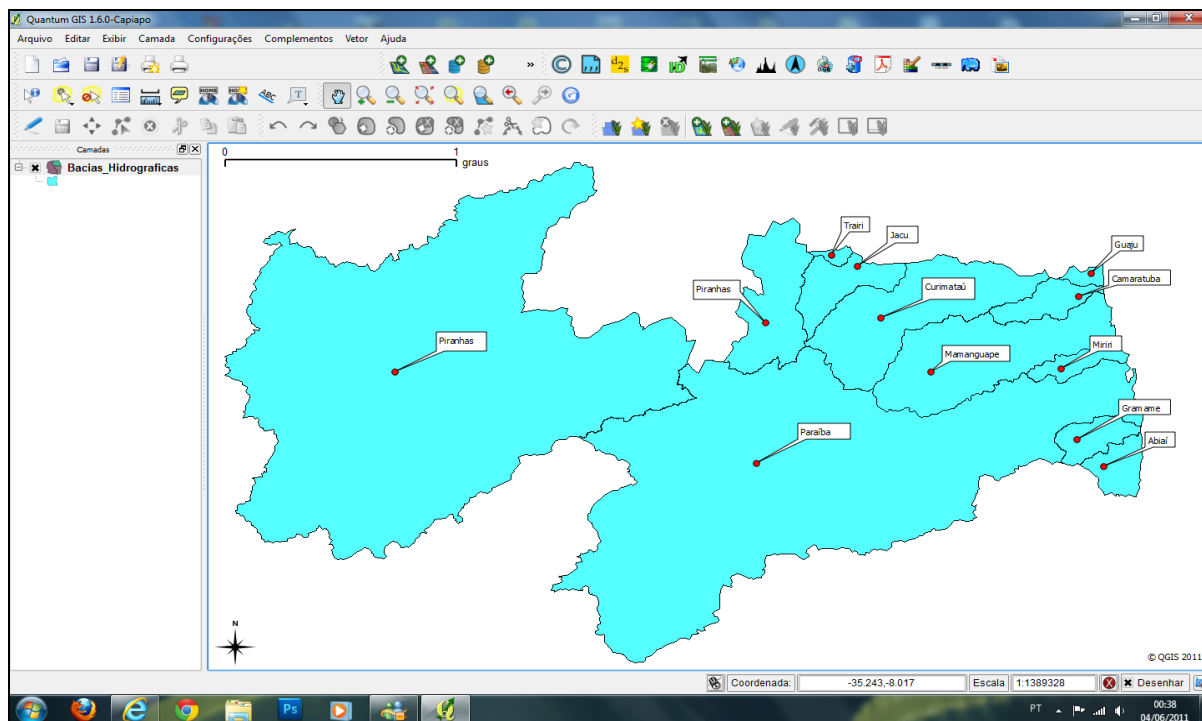 Quantum GIS 1.6.0-Capiapo
Arquivo Editar Exibir Camada Configurações Complementos Vetor Ajuda
Camadas
Bacias_Hidrograficas
0 1
graus
Trairi
Jacu
Guaju
Camaratuba
Piranhas
Curimataú
Piranhas
Mamanguape
Miriri
Gramame
Paraíba
Abiaí
N
© QGIS 2011
Coordenada: -35.243,-8.017 Escala 1:1389328 Desenhar
PT 00:38
04/06/2011